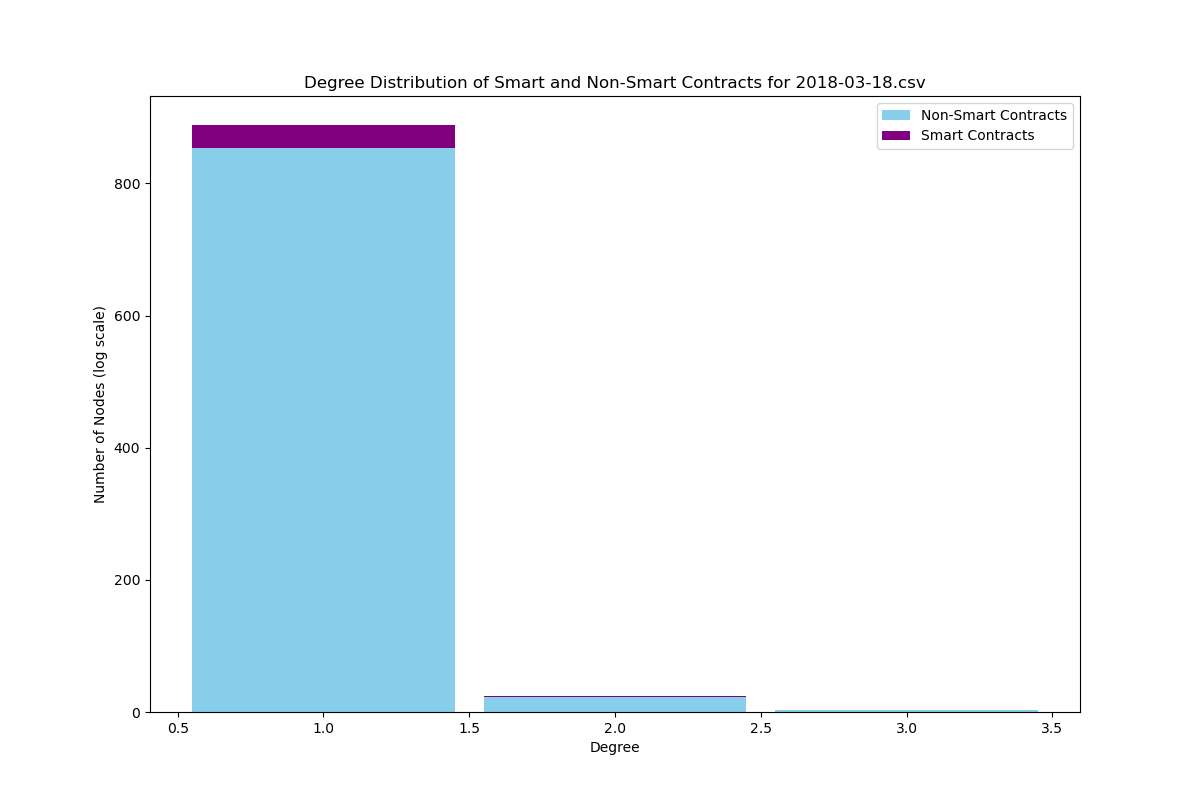 Degree Distribution of Smart and Non-Smart Contracts for 2018-03-18.csv
Non-Smart Contracts
Smart Contracts
Number of Nodes (log scale)
800
600
400
200
0
0.5 1.0 1.5 2.0 2.5 3.0 3.5
Degree